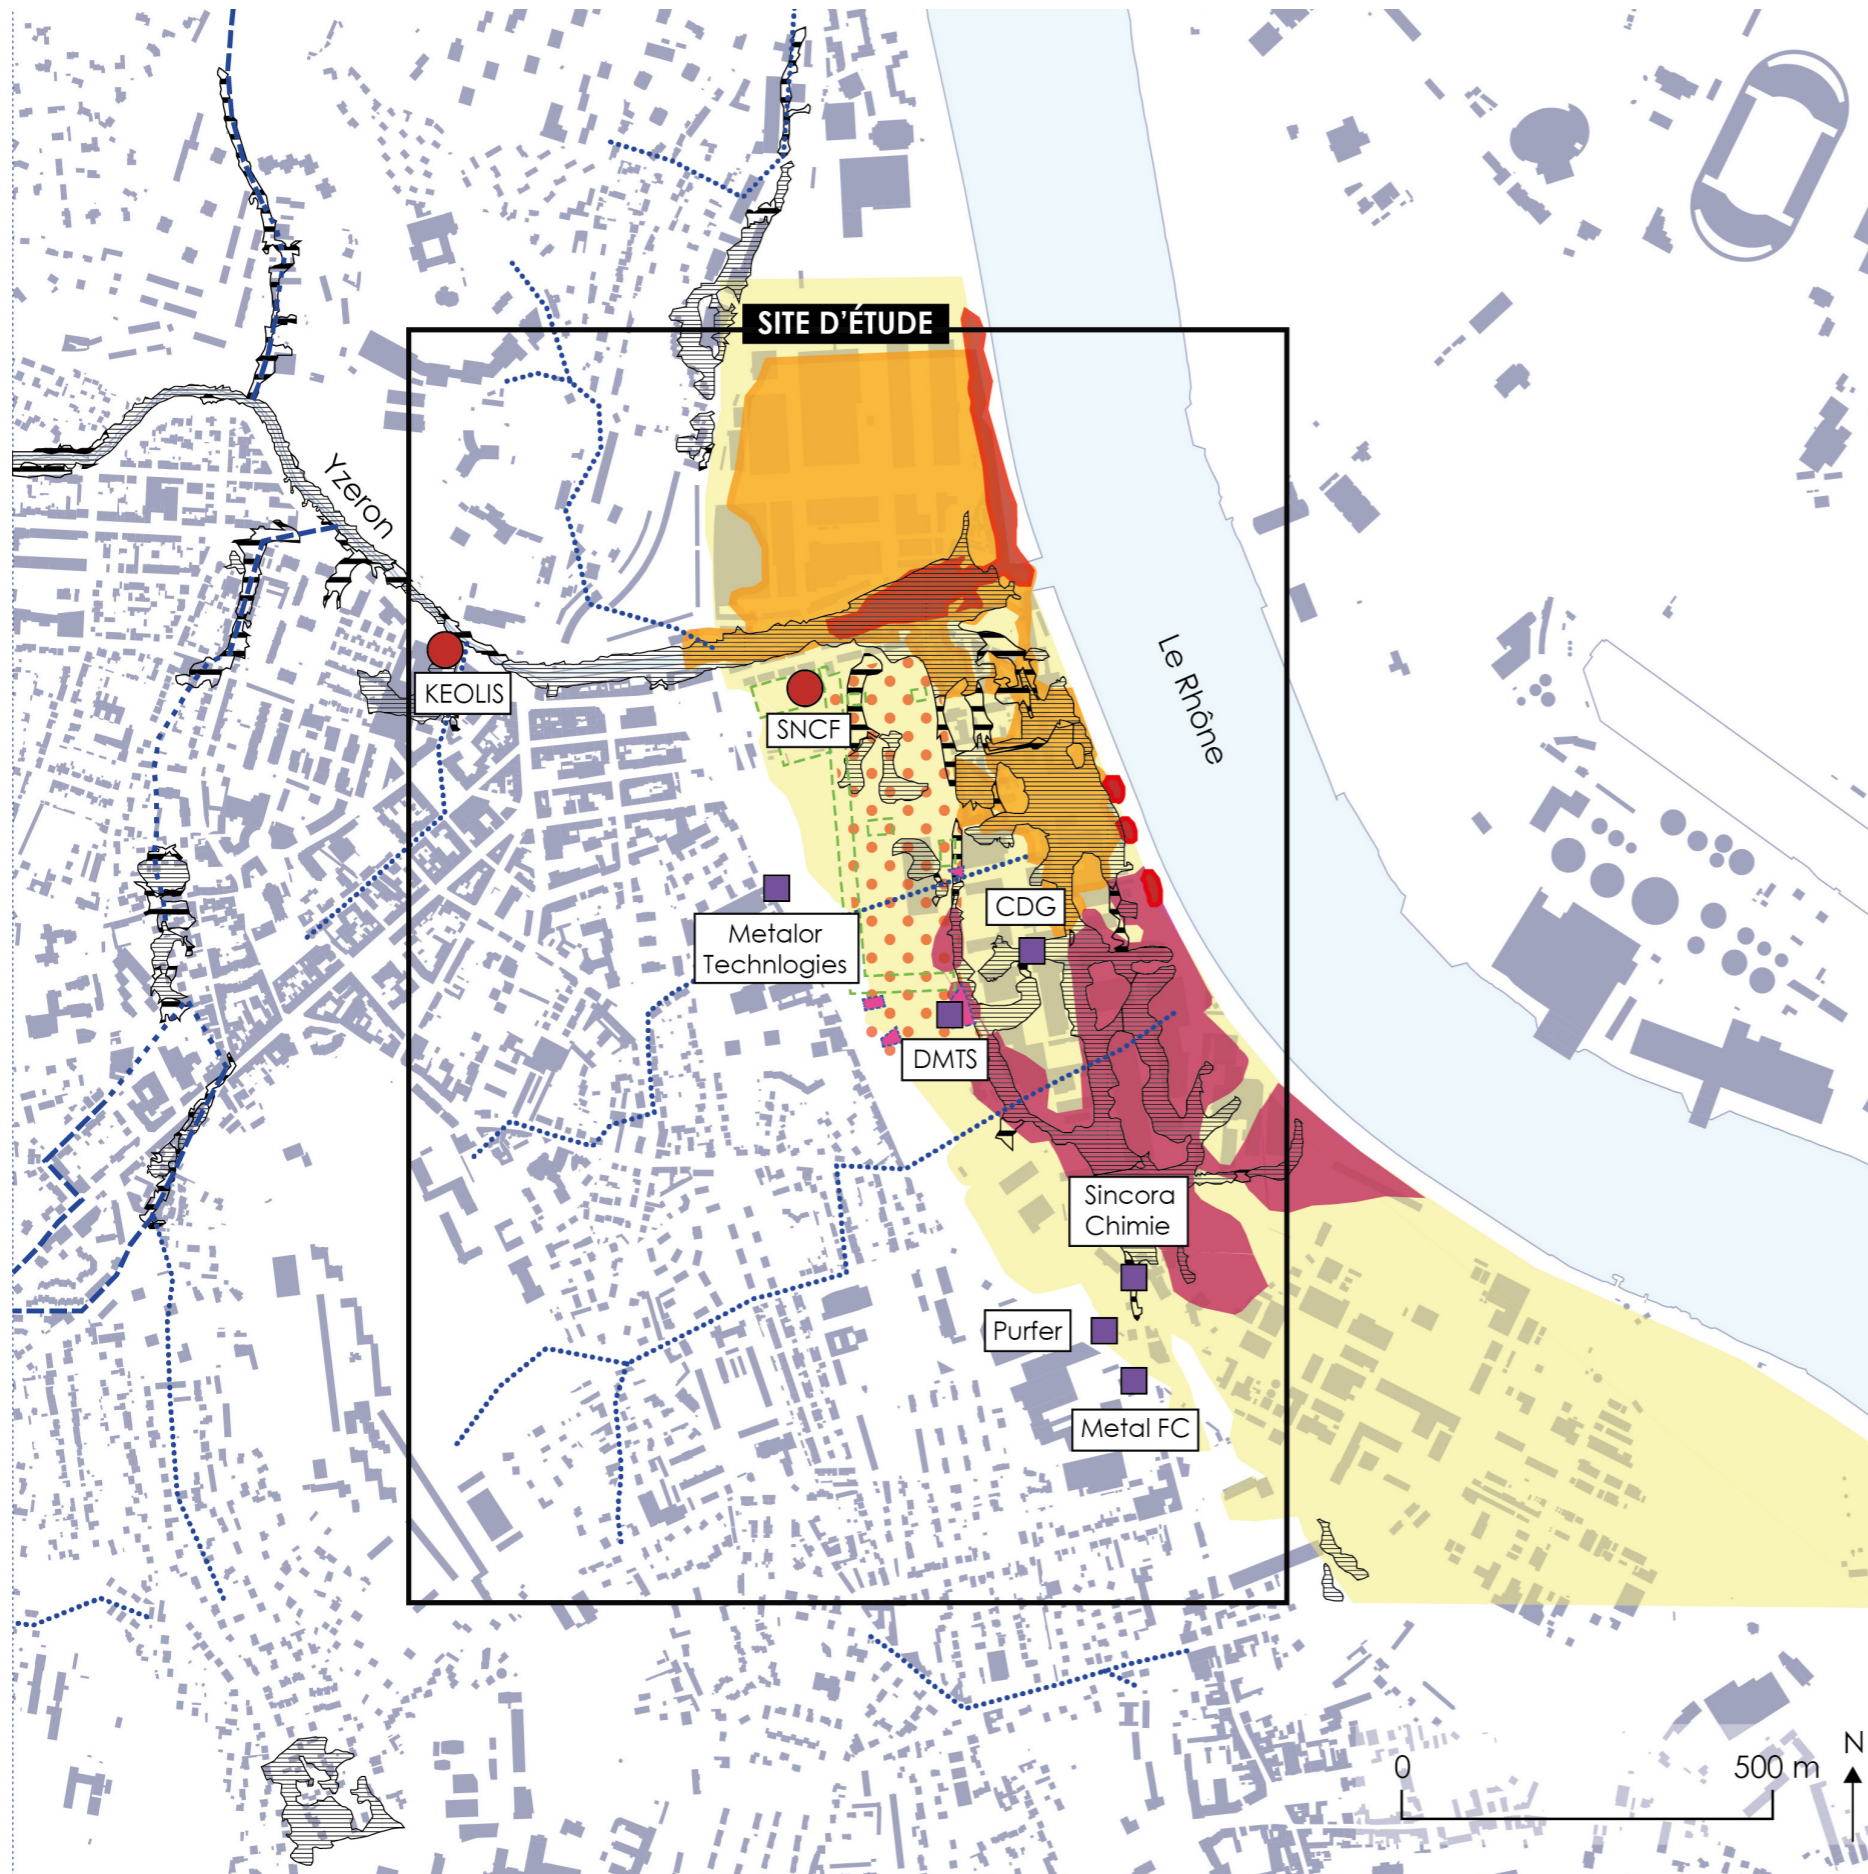 SITE D'ÉTUDE
Yzeron
KEOLIS
Le Rhône
SNCF
CDG
Metalor
Technlogies
DMTS
Sincora
Chimie
Purfer
Metal FC
N
0
500 m